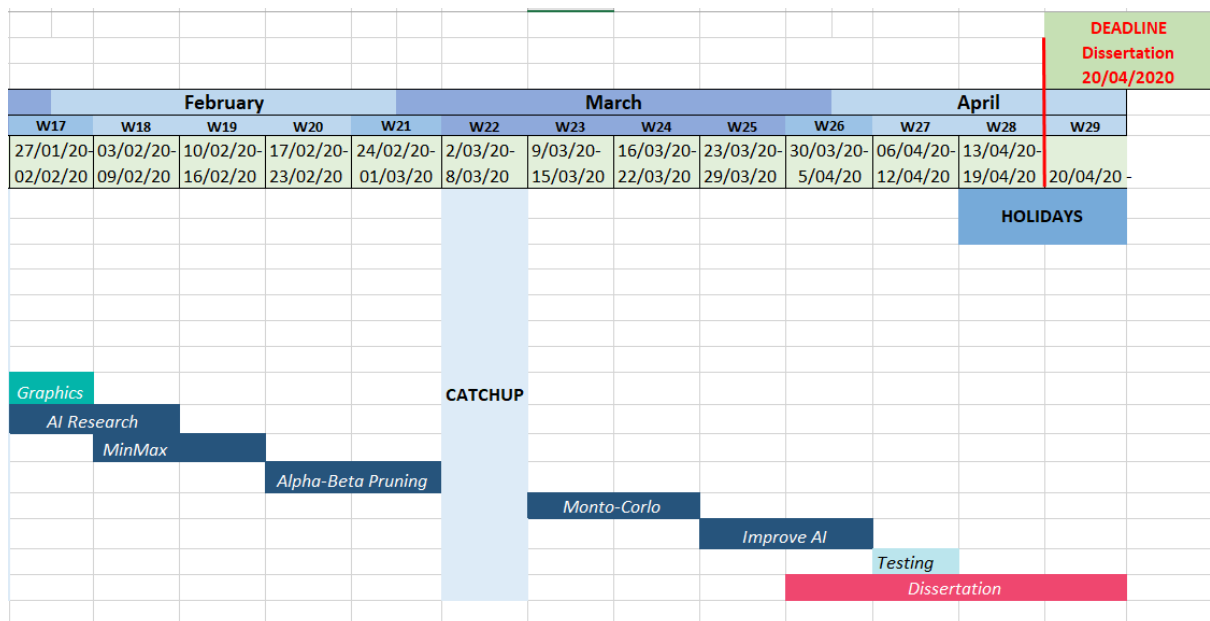 DEADLINE
Dissertation
20/04/2020
February March April
W17 W18 W19 W20 W21 W22 W23 W24 W25 W26 W27 W28 W29
27/01/20- 03/02/20- 10/02/20- 17/02/20- 24/02/20- 2/03/20- 9/03/20- 16/03/20- 23/03/20- 30/03/20- 06/04/20- 13/04/20-
02/02/20 09/02/20 16/02/20 23/02/20 01/03/20 8/03/20 15/03/20 22/03/20 29/03/20 5/04/20 12/04/20 19/04/20 20/04/20 -
HOLIDAYS
Graphics CATCHUP
AI Research
MinMax
Alpha-Beta Pruning
Monto-Corlo
Improve AI
Testing
Dissertation